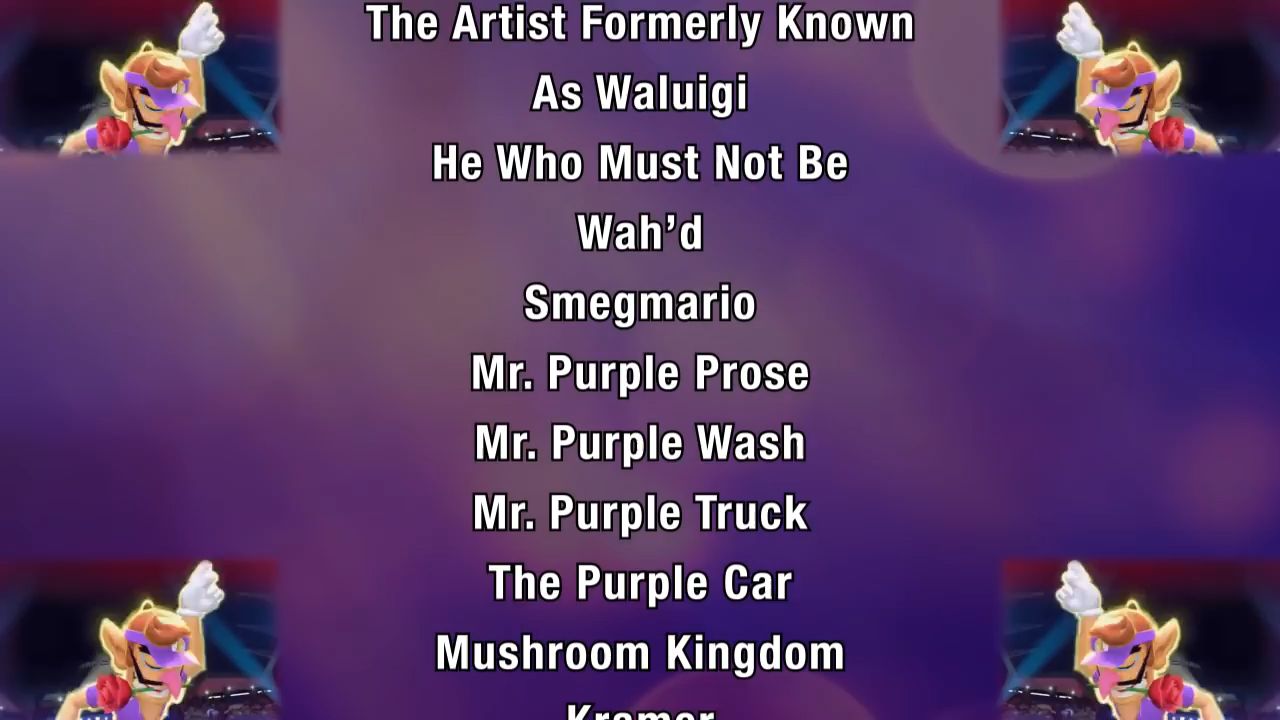 The Artist Formerly Known
As Waluigi
He Who Must Not Be
Wah’d
Smegmario
Mr. Purple Prose
Mr. Purple Wash
Mr. Purple Truck
The Purple Car
Mushroom Kingdom
Kramer